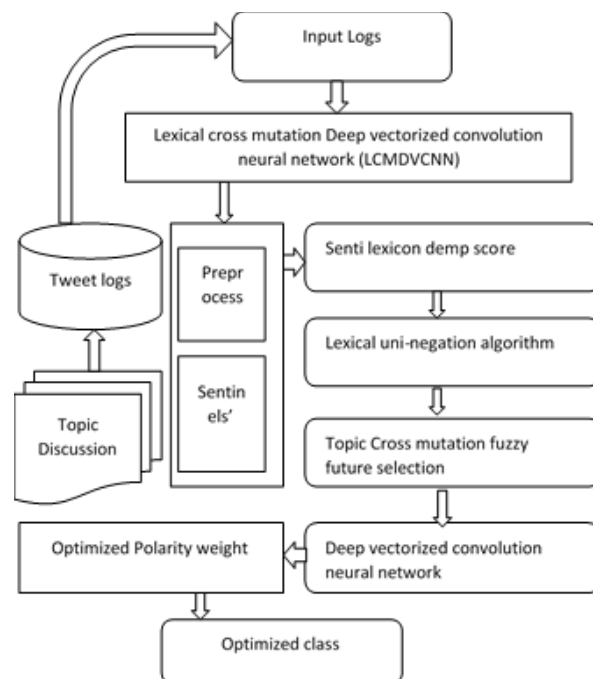 Input Logs
Lexical cross mutation Deep vectorized convolution
neural network (LCMDVCNN)
Tweet logs
Topic
Discussion
Prepr
ocess
Sentin
els’
Senti lexicon demp score
Lexical uni-negation algorithm
Topic Cross mutation fuzzy
future selection
Deep vectorized convolution
neural network
Optimized Polarity weight
Optimized class